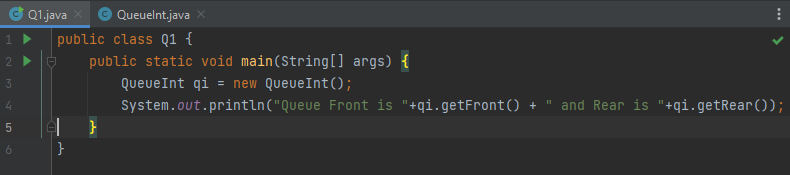 Q1.java QueueInt.java
1 public class Q1 {
2 public static void main(String[] args) {
3 QueueInt qi = new QueueInt();
4 System.out.println("Queue Front is "+qi.getFront() + " and Rear is "+qi.getRear());
5 }
6 }